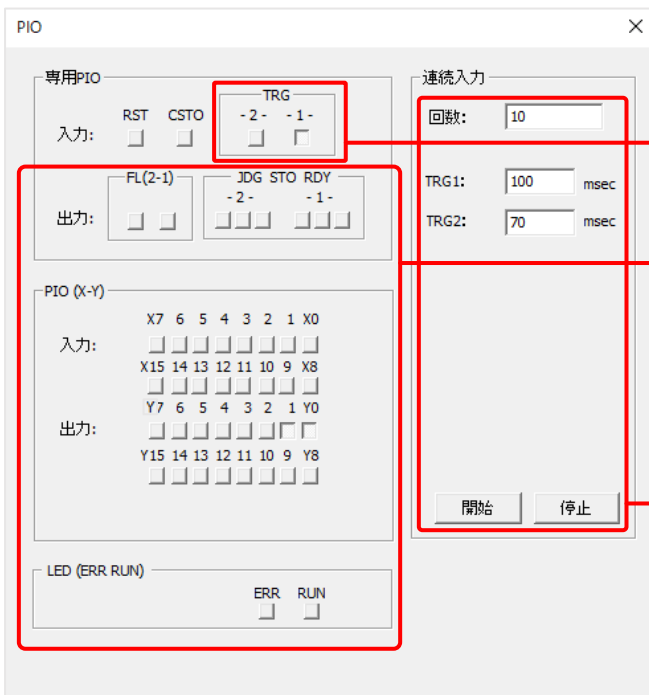 PIO
専用PIO
TRG
RST CSTO -2- -1-
入力:
FL(2-1) JDG STO RDY
-2- -1-
出力:
PIO (X-Y)
X7 6 5 4 3 2 1 X0
入力:
X15 14 13 12 11 10 9 X8
Y7 6 5 4 3 2 1 Y0
出力:
Y15 14 13 12 11 10 9 Y8
LED (ERR RUN)
ERR RUN
連続入力
回数: 10
TRG1: 100 msec
TRG2: 70 msec
開始 停止